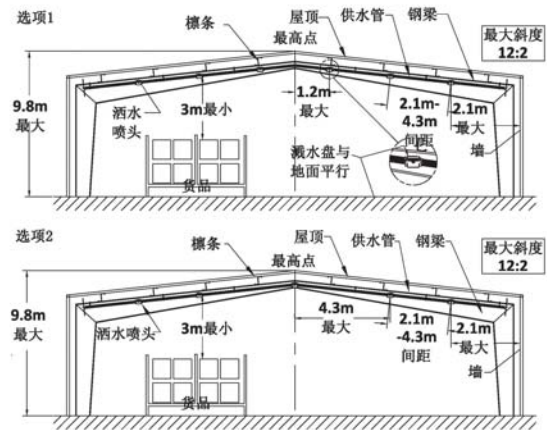 选项1
檩条
屋顶
最高点
供水管
钢梁
最大斜度
12:2
9.8m
最大
洒水
喷头
3m最小
1.2m
最大
2.1m-
4.3m
间距
2.1m
最大
溅水盘与
地面平行
墙
货品
选项2
檩条
屋顶
最高点
供水管
钢梁
最大斜度
12:2
9.8m
最大
洒水喷头
3m最小
4.3m
最大
2.1m
-4.3m
间距
2.1m
最大
墙
货品